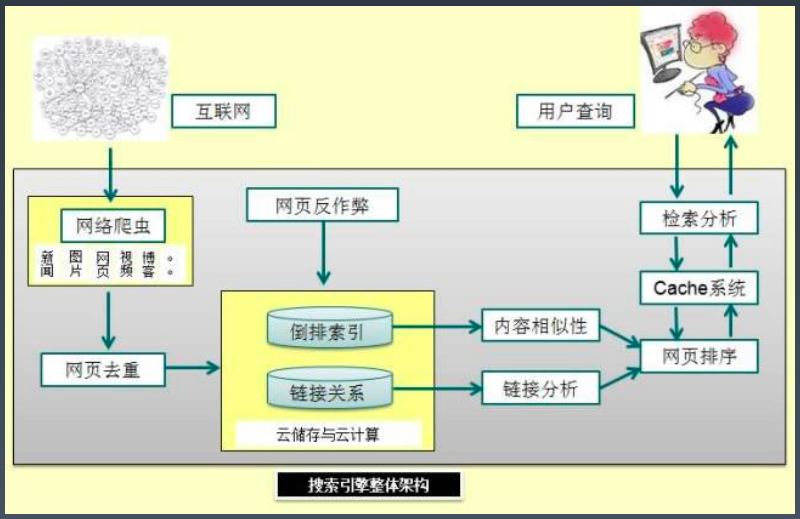 互联网
用户查询
网页反作弊
网络爬虫
新闻 图片 网页 视频 博客 。。
检索分析
Cache系统
倒排索引
内容相似性
网页排序
网页去重
链接关系
链接分析
云储存与云计算
搜索引擎整体架构